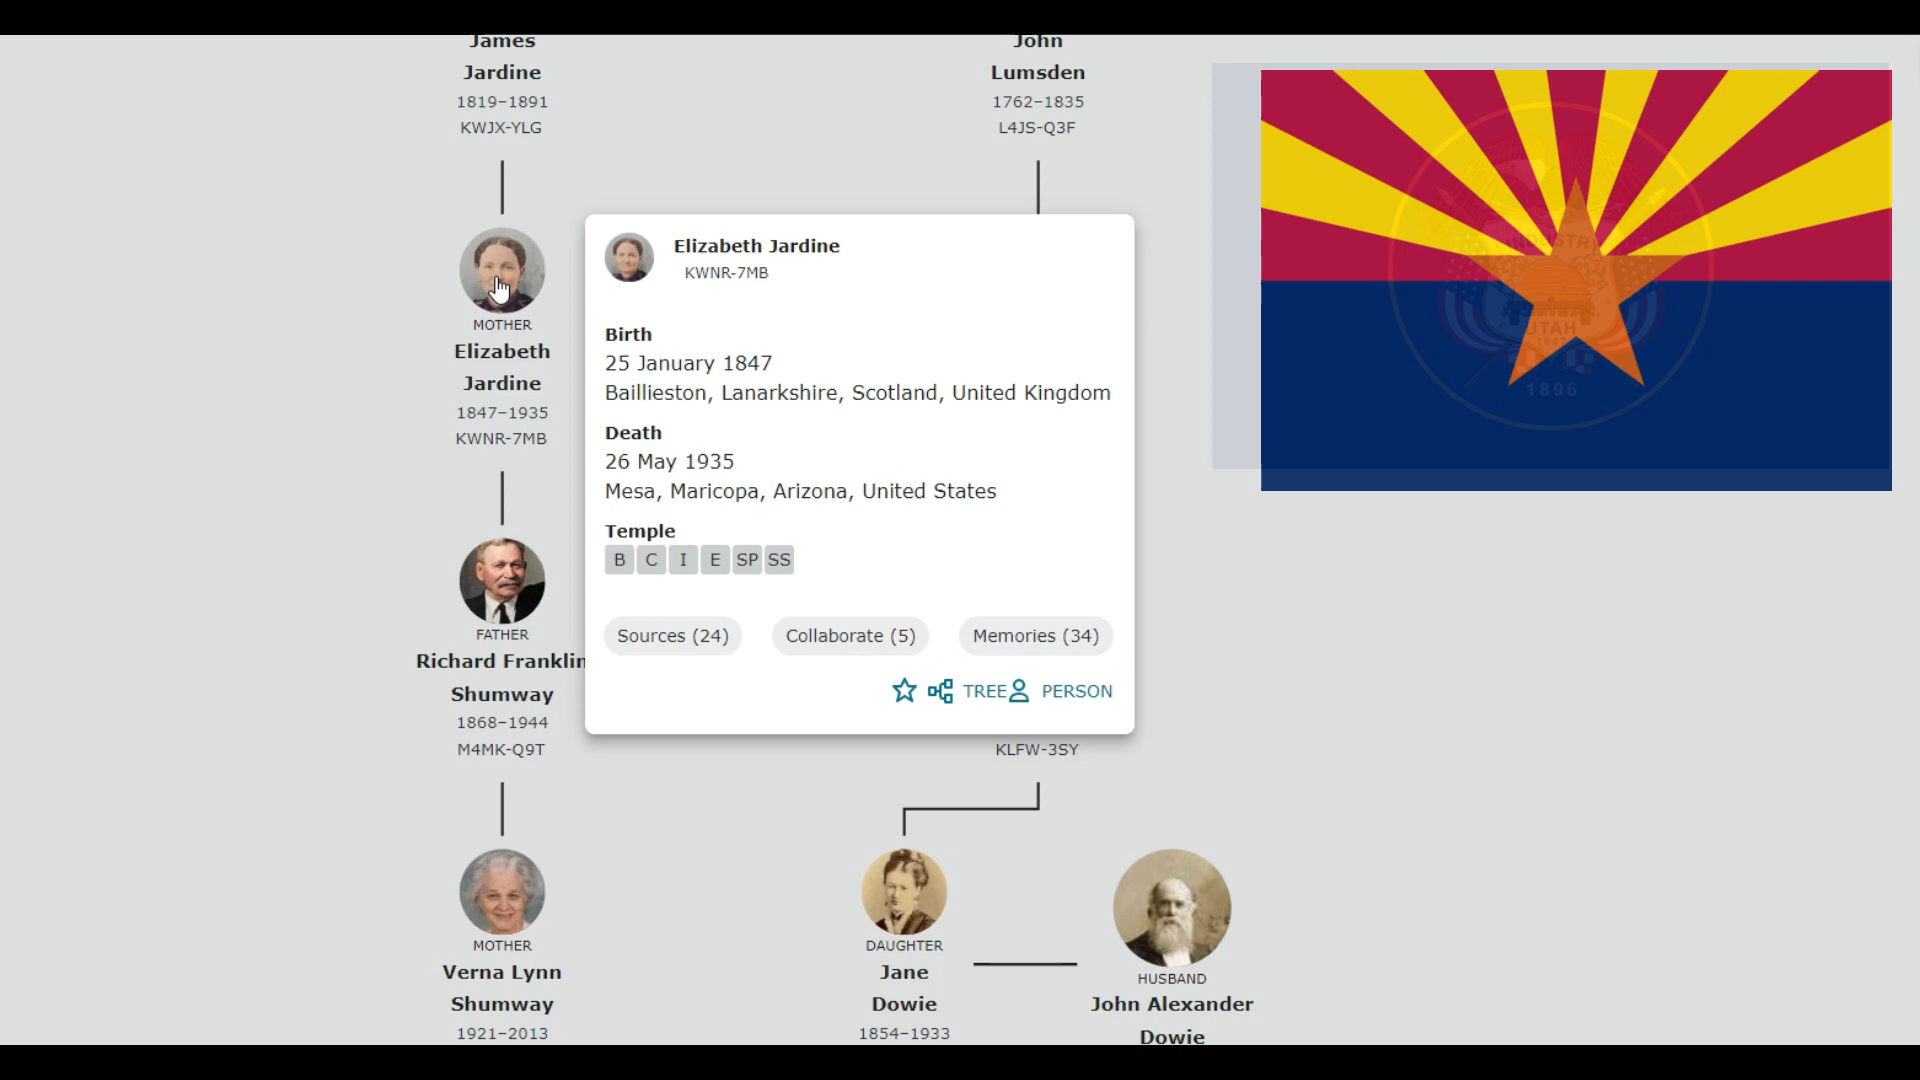 James
Jardine
1819–1891
KWJX-YLG
John
Lumsden
1762–1835
L4JS-Q3F
MOTHER
Elizabeth
Jardine
1847–1935
KWNR-7MB
Elizabeth Jardine
KWNR-7MB
Birth
25 January 1847
Baillieston, Lanarkshire, Scotland, United Kingdom
Death
26 May 1935
Mesa, Maricopa, Arizona, United States
Temple
B C I E SP SS
Sources (24) Collaborate (5) Memories (34)
TREE PERSON
FATHER
Richard Franklin
Shumway
1868–1944
M4MK-Q9T
KLFW-3SY
MOTHER
Verna Lynn
Shumway
1921–2013
DAUGHTER
Jane
Dowie
1854–1933
HUSBAND
John Alexander
Dowie
INDUSTRY
UTAH
1847
1896